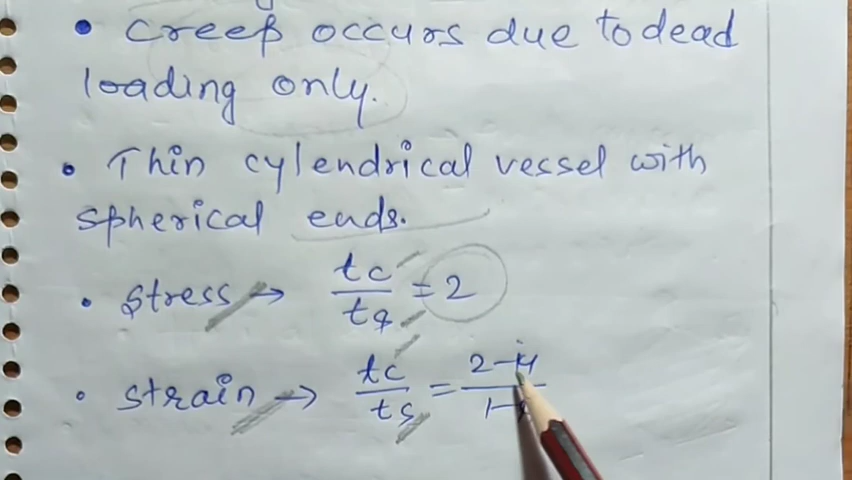 • Creep occurs due to dead
loading only.
• Thin cylendrical vessel with
spherical ends.
• Stress → tc/ts = 2
• Strain → tc/ts = 2-μ/1-